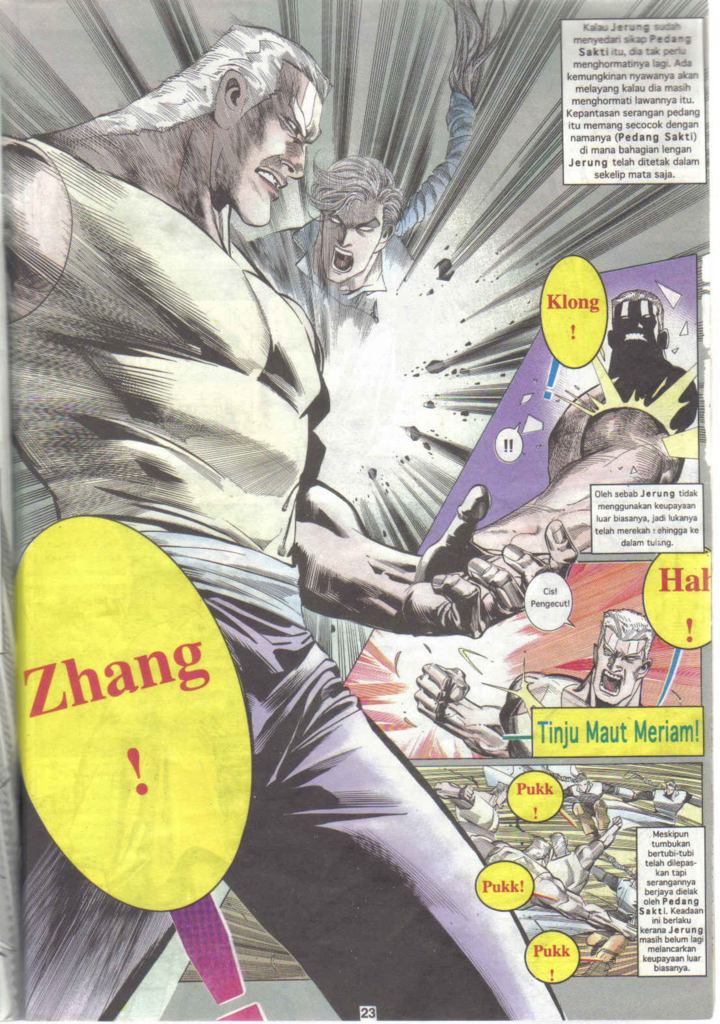 Kalau Jerung sudah
menyedari sikap Pedang
Sakti itu, dia tak perlu
menghormatinya lagi. Ada
kemungkinan nyawanya akan
melayang kalau dia masih
menghormati lawannya itu.
Kepantasan serangan pedang
itu memang secocok dengan
namanya (Pedang Sakti)
di mana bahagian lengan
Jerung telah ditetak dalam
sekelip mata saja.
Klong
!
!!
Oleh sebab Jerung tidak
menggunakan keupayaan
luar biasanya, jadi lukanya
telah merekah sehingga ke
dalam tulang.
Zhang
!
Cis!
Pengecut!
Hah
!
Tinju Maut Meriam!
Pukk
!
Pukk!
Pukk
!
Meskipun
tumbukan
bertubi-tubi
telah dilepas-
kan tapi
serangannya
berjaya dielak
oleh Pedang
Sakti. Keadaan
ini berlaku
kerana Jerung
masih belum lagi
melancarkan
keupayaan luar
biasanya.
23